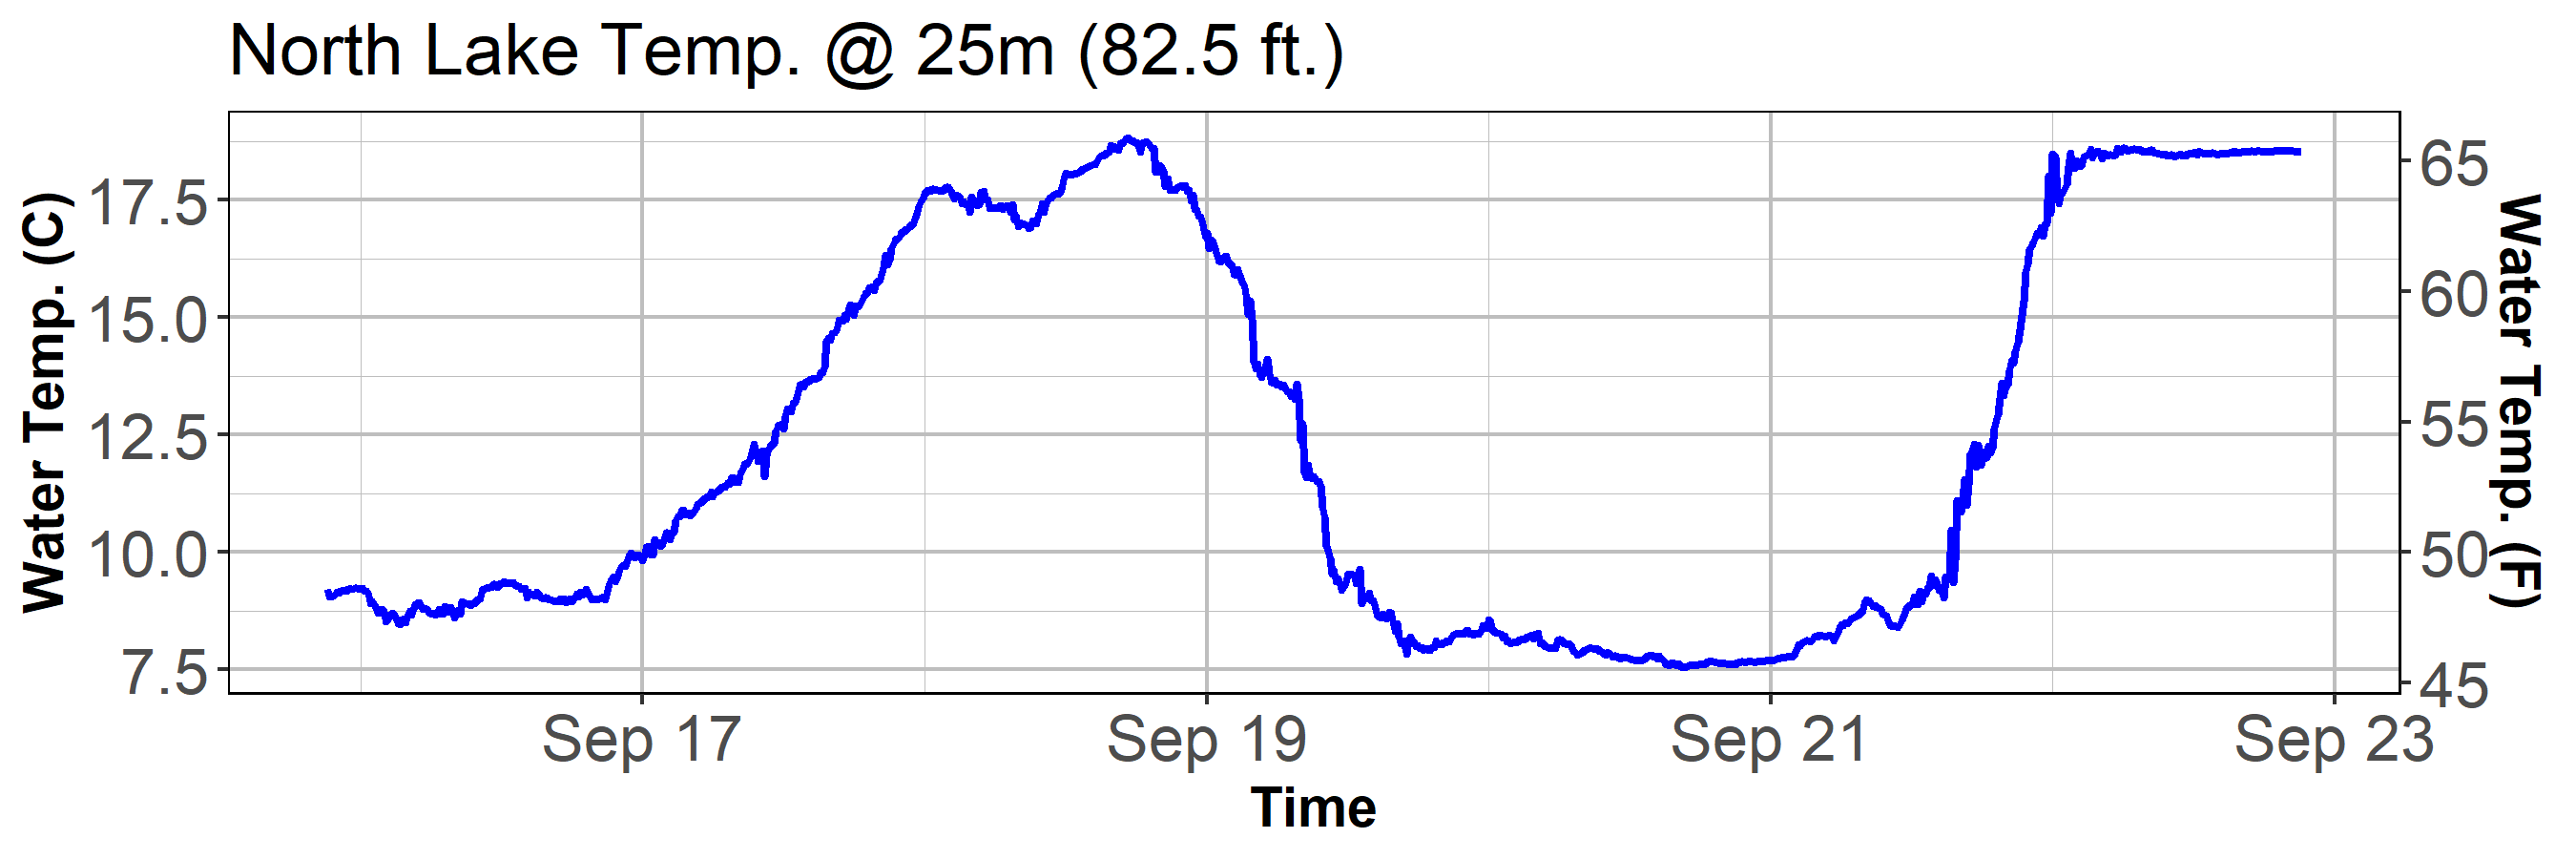 North Lake Temp. @ 25m (82.5 ft.)
Water Temp. (C)
17.5
15.0
12.5
10.0
7.5
65
60
55
50
45
Water Temp. (F)
Sep 17 Sep 19 Sep 21 Sep 23
Time